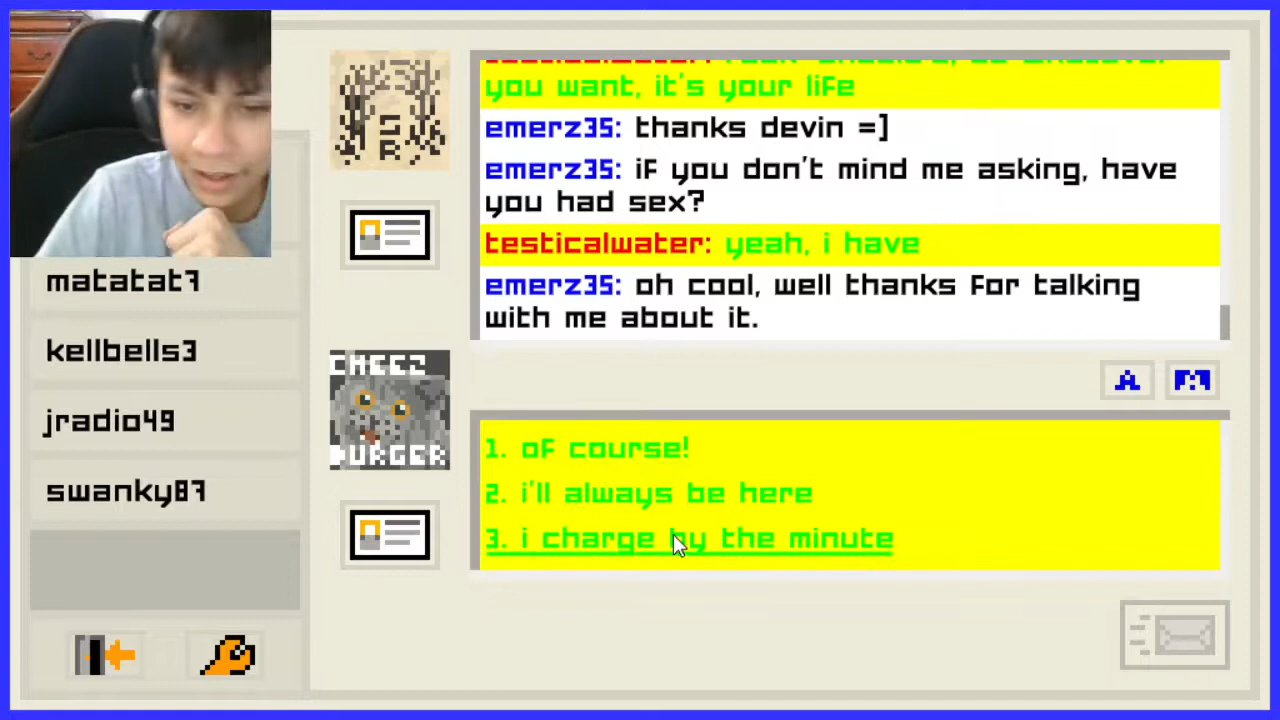 you want, it's your life
emerz35: thanks devin =]
emerz35: if you don't mind me asking, have
you had sex?
testicalwater: yeah, i have
emerz35: oh cool, well thanks for talking
with me about it.
matatat7
kellbells3
jradio49
swanky87
CHEEZ
BURGER
A
1. of course!
2. i'll always be here
3. i charge by the minute